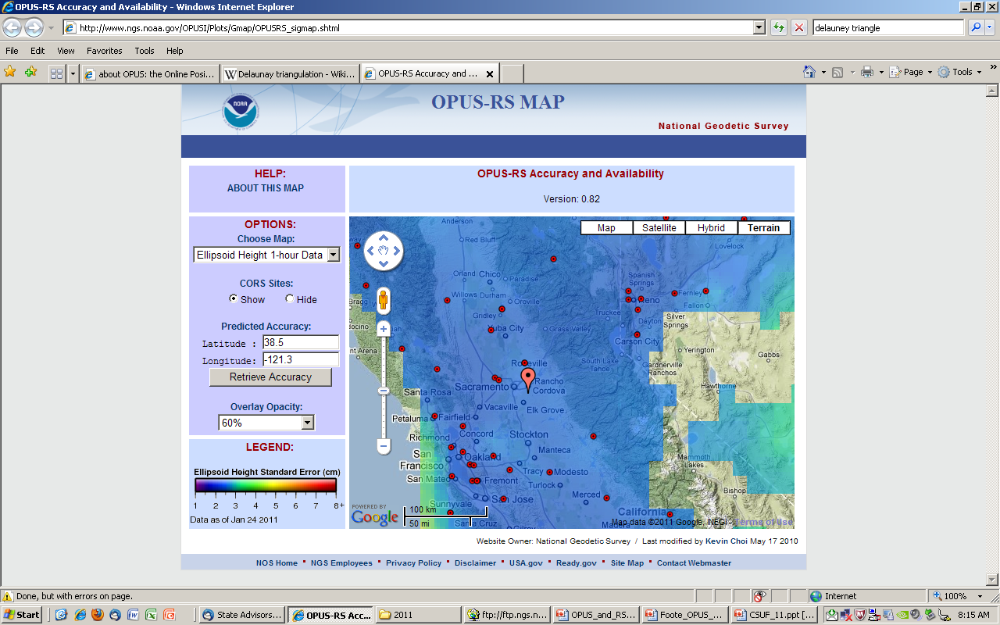 OPUS-RS Accuracy and Availability - Windows Internet Explorer
http://www.ngs.noaa.gov/OPUSI/Plots/Gmap/OPUSRS_sigmap.shtml
delauney triangle
File Edit View Favorites Tools Help
about OPUS: the Online Posi... Delaunay triangulation - Wiki... OPUS-RS Accuracy and ... Page Tools
NOAA
OPUS-RS MAP
National Geodetic Survey
HELP:
ABOUT THIS MAP
OPUS-RS Accuracy and Availability
Version: 0.82
OPTIONS:
Choose Map:
Ellipsoid Height 1-hour Data
CORS Sites:
Show Hide
Predicted Accuracy:
Latitude : 38.5
Longitude: -121.3
Retrieve Accuracy
Overlay Opacity:
60%
LEGEND:
Ellipsoid Height Standard Error (cm)
1 2 3 4 5 6 7 8+
Data as of Jan 24 2011
Map Satellite Hybrid Terrain
Anderson
Red Bluff
Lovelock
Orland Chico
Paradise
Spanish
Springs
Bragg
Willows Durham
Oroville
Reno
Fernley
Fallon
Gridley
Truckee
Dayton
Silver
Springs
Yuba City
Grass Valley
Carson City
Yerington
Gabbs
nt Arena
Roseville
South Lake
Tahoe
Gardnerville
Ranchos
Hawthorne
Sacramento
Rancho
Cordova
Santa Rosa
Vacaville
Elk Grove
Petaluma
Fairfield
Richmond
Concord
Stockton
San
Francisco
Oakland
Manteca
Mammoth
Lakes
San Mateo
Fremont
Tracy
Modesto
Turlock
Bishop
Sunnyvale
San Jose
Merced
California
Santa Cruz
Gilroy
Madera
POWERED BY
Google
100 km
50 mi
Map data ©2011 Google, INEGI - Terms of Use
Website Owner: National Geodetic Survey / Last modified by Kevin Choi May 17 2010
NOS Home • NGS Employees • Privacy Policy • Disclaimer • USA.gov • Ready.gov • Site Map • Contact Webmaster
Done, but with errors on page. Internet 100%
Start State Advisors... OPUS-RS Acc... 2011 ftp://ftp.ngs.n... OPUS_and_RS... Foote_OPUS_... CSUF_11.ppt [... 8:15 AM